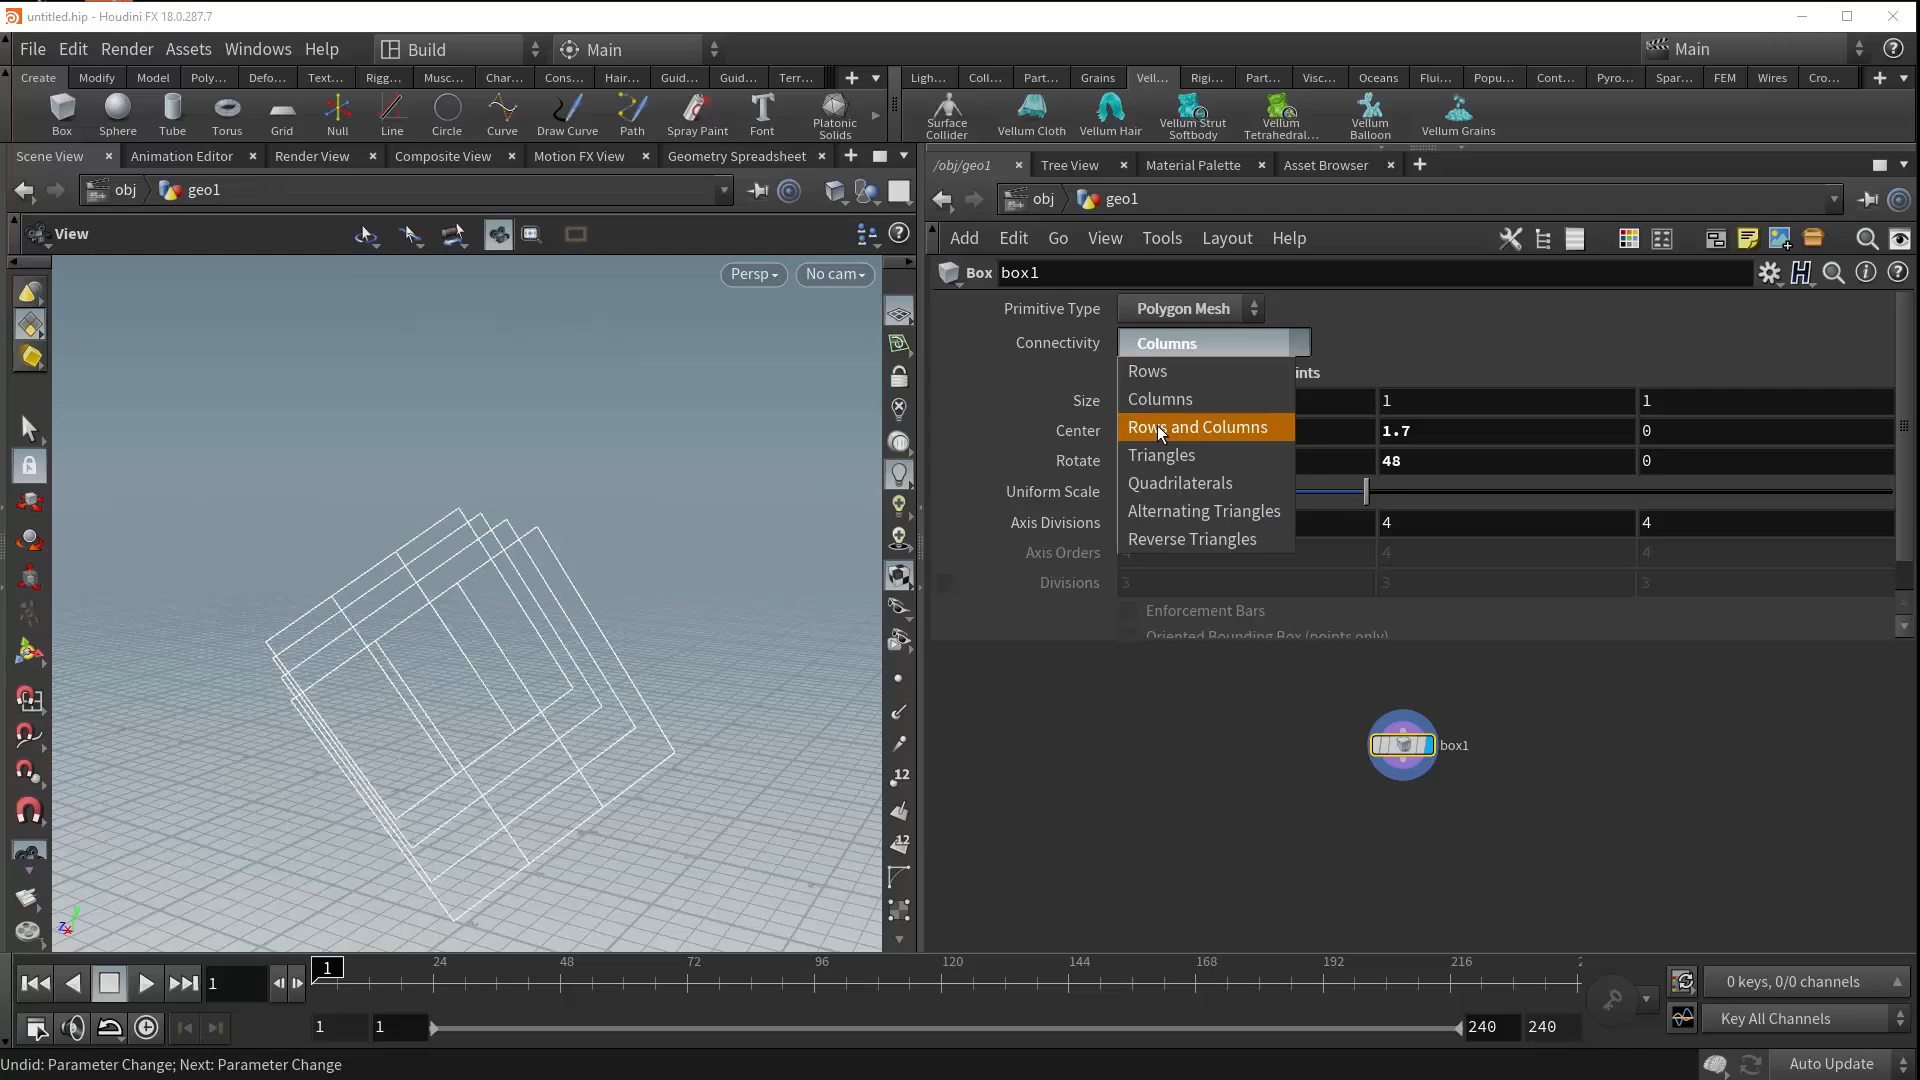 untitled.hip - Houdini FX 18.0.287.7
File Edit Render Assets Windows Help Build Main Main
Create Modify Model Poly... Defo... Text... Rigg... Musc... Char... Cons... Hair... Guid... Guid... Terr...
Ligh... Coll... Part... Grains Vell... Rigi... Part... Visc... Oceans Flui... Popu... Cont... Pyro... Spar... FEM Wires Cro...
Box Sphere Tube Torus Grid Null Line Circle Curve Draw Curve Path Spray Paint Font Platonic Solids
Surface Collider Vellum Cloth Vellum Hair Vellum Strut Softbody Vellum Tetrahedral... Vellum Balloon Vellum Grains
Scene View Animation Editor Render View Composite View Motion FX View Geometry Spreadsheet
/obj/geo1 Tree View Material Palette Asset Browser
obj geo1
obj geo1
View
Add Edit Go View Tools Layout Help
Persp No cam
Box box1
Primitive Type Polygon Mesh
Connectivity Columns
Rows
ints
Columns
Size 1 1
Rows and Columns
Center 1.7 0
Triangles
Rotate 48 0
Quadrilaterals
Uniform Scale
Alternating Triangles
Axis Divisions 4 4
Reverse Triangles
Axis Orders 4 4 4
Divisions 3 3 3
Enforcement Bars
Oriented Bounding Box (points only)
box1
12
12
y
z x
1 24 48 72 96 120 144 168 192 216
1
0 keys, 0/0 channels
1 1 240 240
Key All Channels
Undid: Parameter Change; Next: Parameter Change
Auto Update